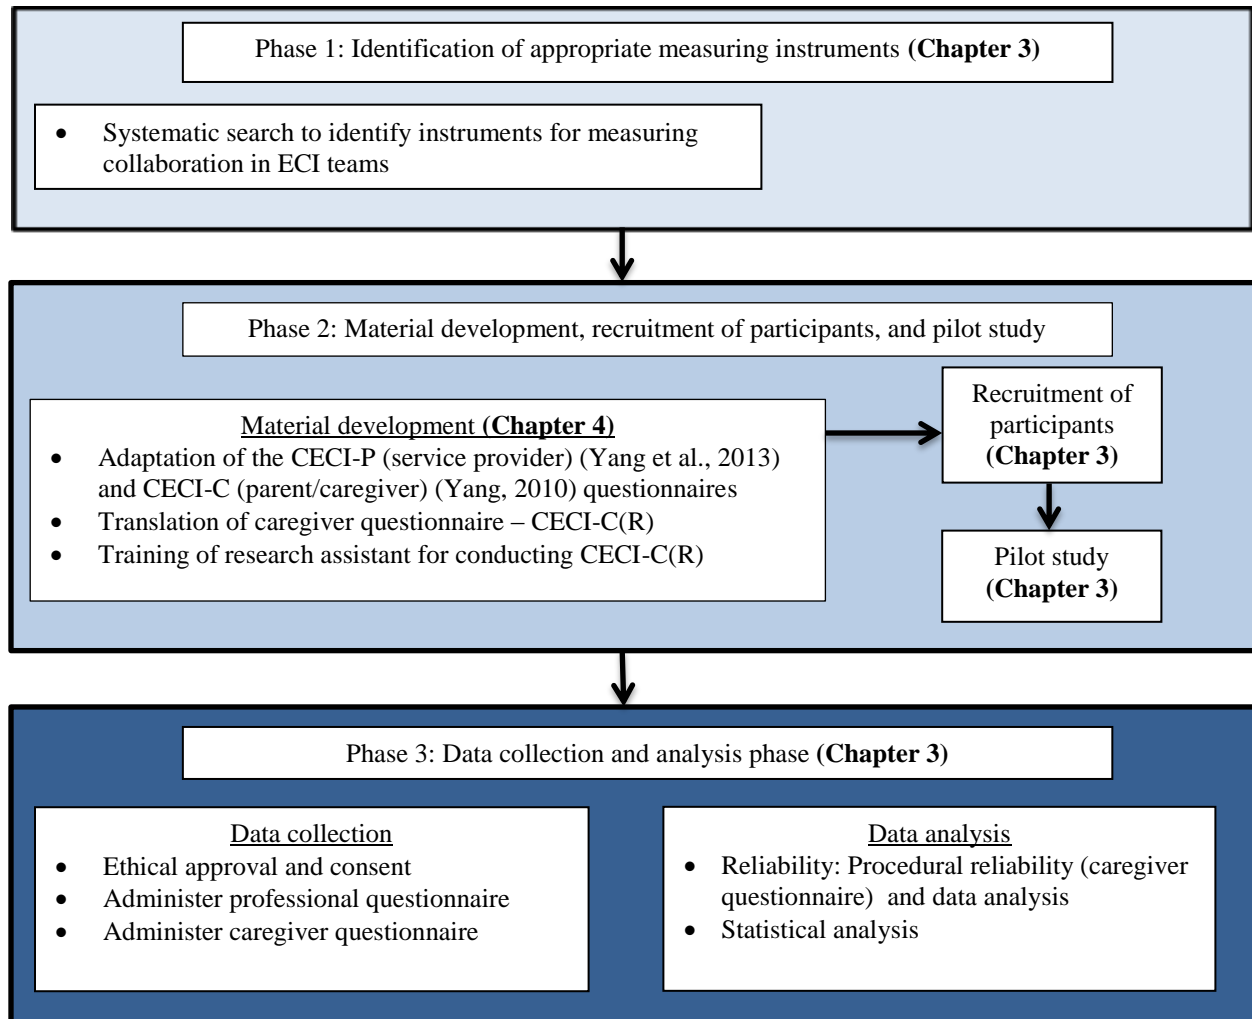 Phase 1: Identification of appropriate measuring instruments (Chapter 3)
• Systematic search to identify instruments for measuring
collaboration in ECI teams
Phase 2: Material development, recruitment of participants, and pilot study
Material development (Chapter 4)
• Adaptation of the CECI-P (service provider) (Yang et al., 2013)
and CECI-C (parent/caregiver) (Yang, 2010) questionnaires
• Translation of caregiver questionnaire – CECI-C(R)
• Training of research assistant for conducting CECI-C(R)
Recruitment of
participants
(Chapter 3)
Pilot study
(Chapter 3)
Phase 3: Data collection and analysis phase (Chapter 3)
Data collection
• Ethical approval and consent
• Administer professional questionnaire
• Administer caregiver questionnaire
Data analysis
• Reliability: Procedural reliability (caregiver
questionnaire)  and data analysis
• Statistical analysis